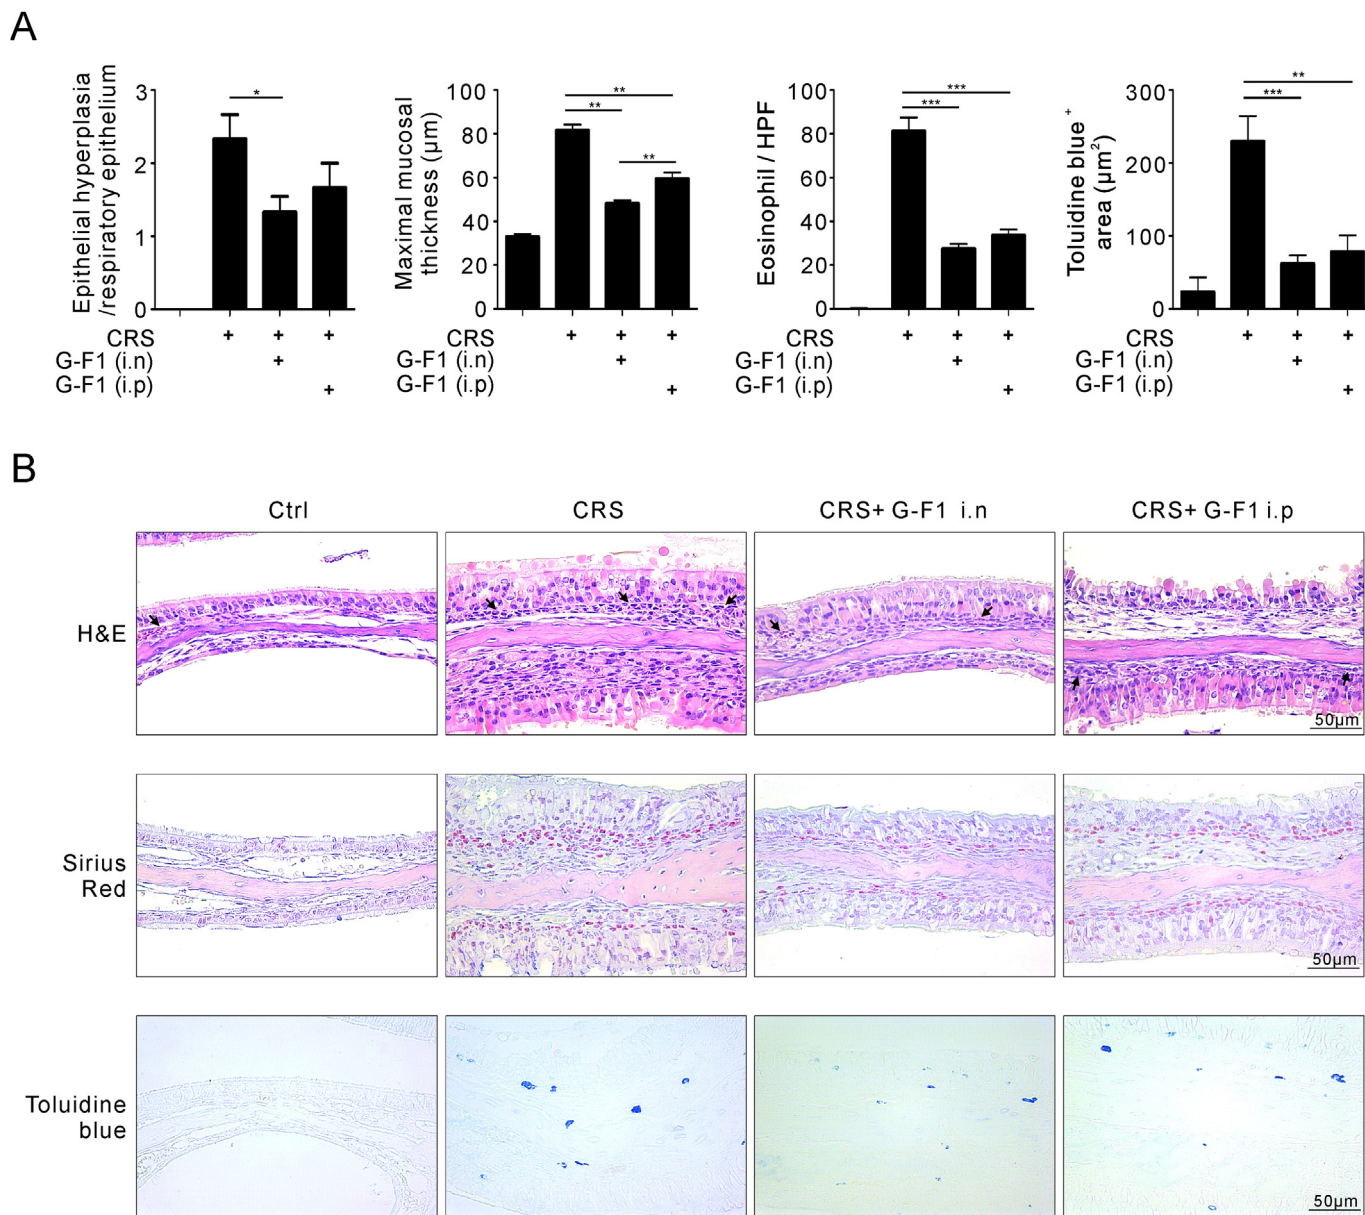 A
Epithelial hyperplasia
/respiratory epithelium
3
2
1
0
*
CRS + + +
G-F1 (i.n) +
G-F1 (i.p) +
Maximal mucosal
thickness (µm)
100
80
60
40
20
0
**
**
**
CRS + + +
G-F1 (i.n) +
G-F1 (i.p) +
Eosinophil / HPF
100
80
60
40
20
0
***
***
CRS + + +
G-F1 (i.n) +
G-F1 (i.p) +
Toluidine blue +
area (µm²)
300
200
100
0
**
***
CRS + + +
G-F1 (i.n) +
G-F1 (i.p) +
B
Ctrl CRS CRS+ G-F1 i.n CRS+ G-F1 i.p
H&E
50µm
Sirius
Red
50µm
Toluidine
blue
50µm